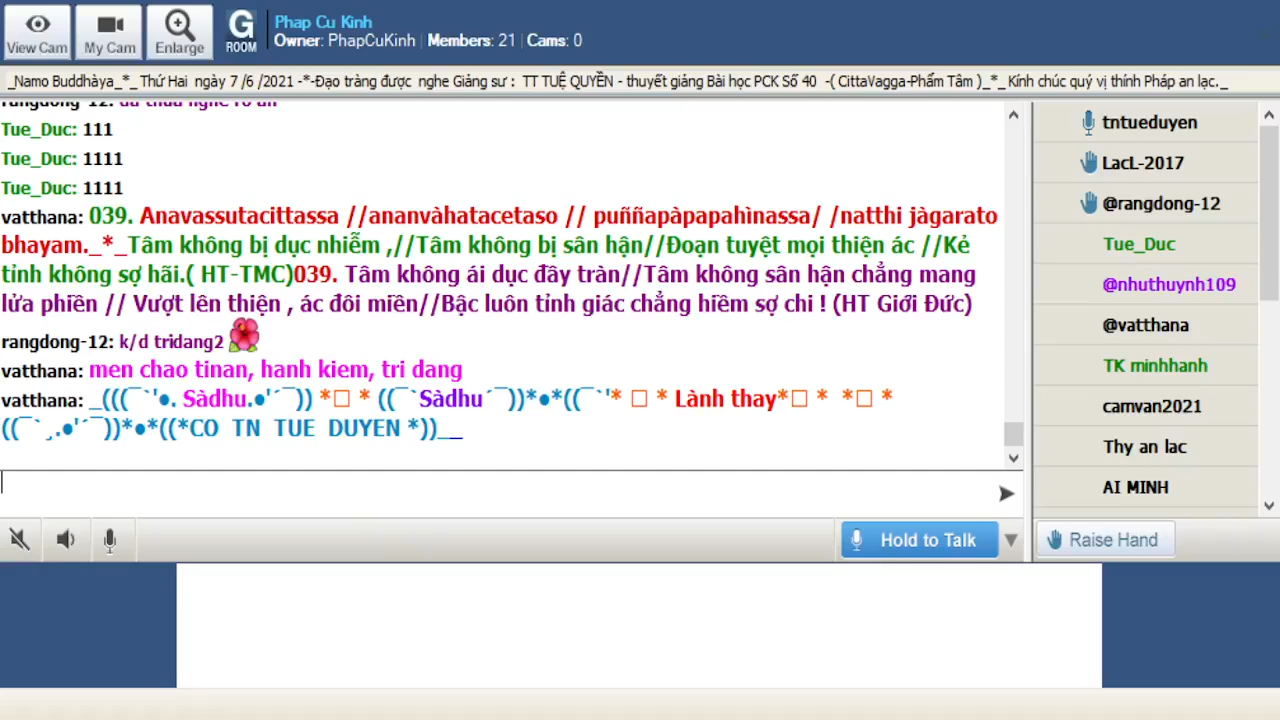 View Cam
My Cam
Enlarge
G
ROOM
Phap Cu Kinh
Owner: PhapCuKinh | Members: 21 | Cams: 0
_Namo Buddhàya_*_ Thứ Hai ngày 7 /6 /2021 -*-Đạo tràng được nghe Giảng sư : TT TUỆ QUYỀN - thuyết giảng Bài học PCK Số 40 -( CittaVagga-Phẩm Tâm )_*_ Kính chúc quý vị thính Pháp an lạc._
rangdong-12: da thua nghe ro an
Tue_Duc: 111
Tue_Duc: 1111
Tue_Duc: 1111
vatthana: 039. Anavassutacittassa //ananvàhatacetaso // puññapàpapahìnassa/ /natthi jàgarato
bhayam._*_Tâm không bị dục nhiễm ,//Tâm không bị sân hận//Đoạn tuyệt mọi thiện ác //Kẻ
tỉnh không sợ hãi.( HT-TMC)039. Tâm không ái dục đầy tràn//Tâm không sân hận chẳng mang
lửa phiền // Vượt lên thiện , ác đôi miền//Bậc luôn tỉnh giác chẳng hiềm sợ chi ! (HT Giới Đức)
rangdong-12: k/d tridang2
vatthana: men chao tinan, hanh kiem, tri dang
vatthana: _(((¯`'●. Sàdhu.●'´¯)) *□ * ((¯`Sàdhu´¯))*●*((¯`'* □ * Lành thay*□ * *□ *
((¯`¸.●'´¯))*●*((*CO TN TUE DUYEN *))__
Hold to Talk
tntueduyen
LacL-2017
@rangdong-12
Tue_Duc
@nhuthuynh109
@vatthana
TK minhhanh
camvan2021
Thy an lac
AI MINH
Raise Hand